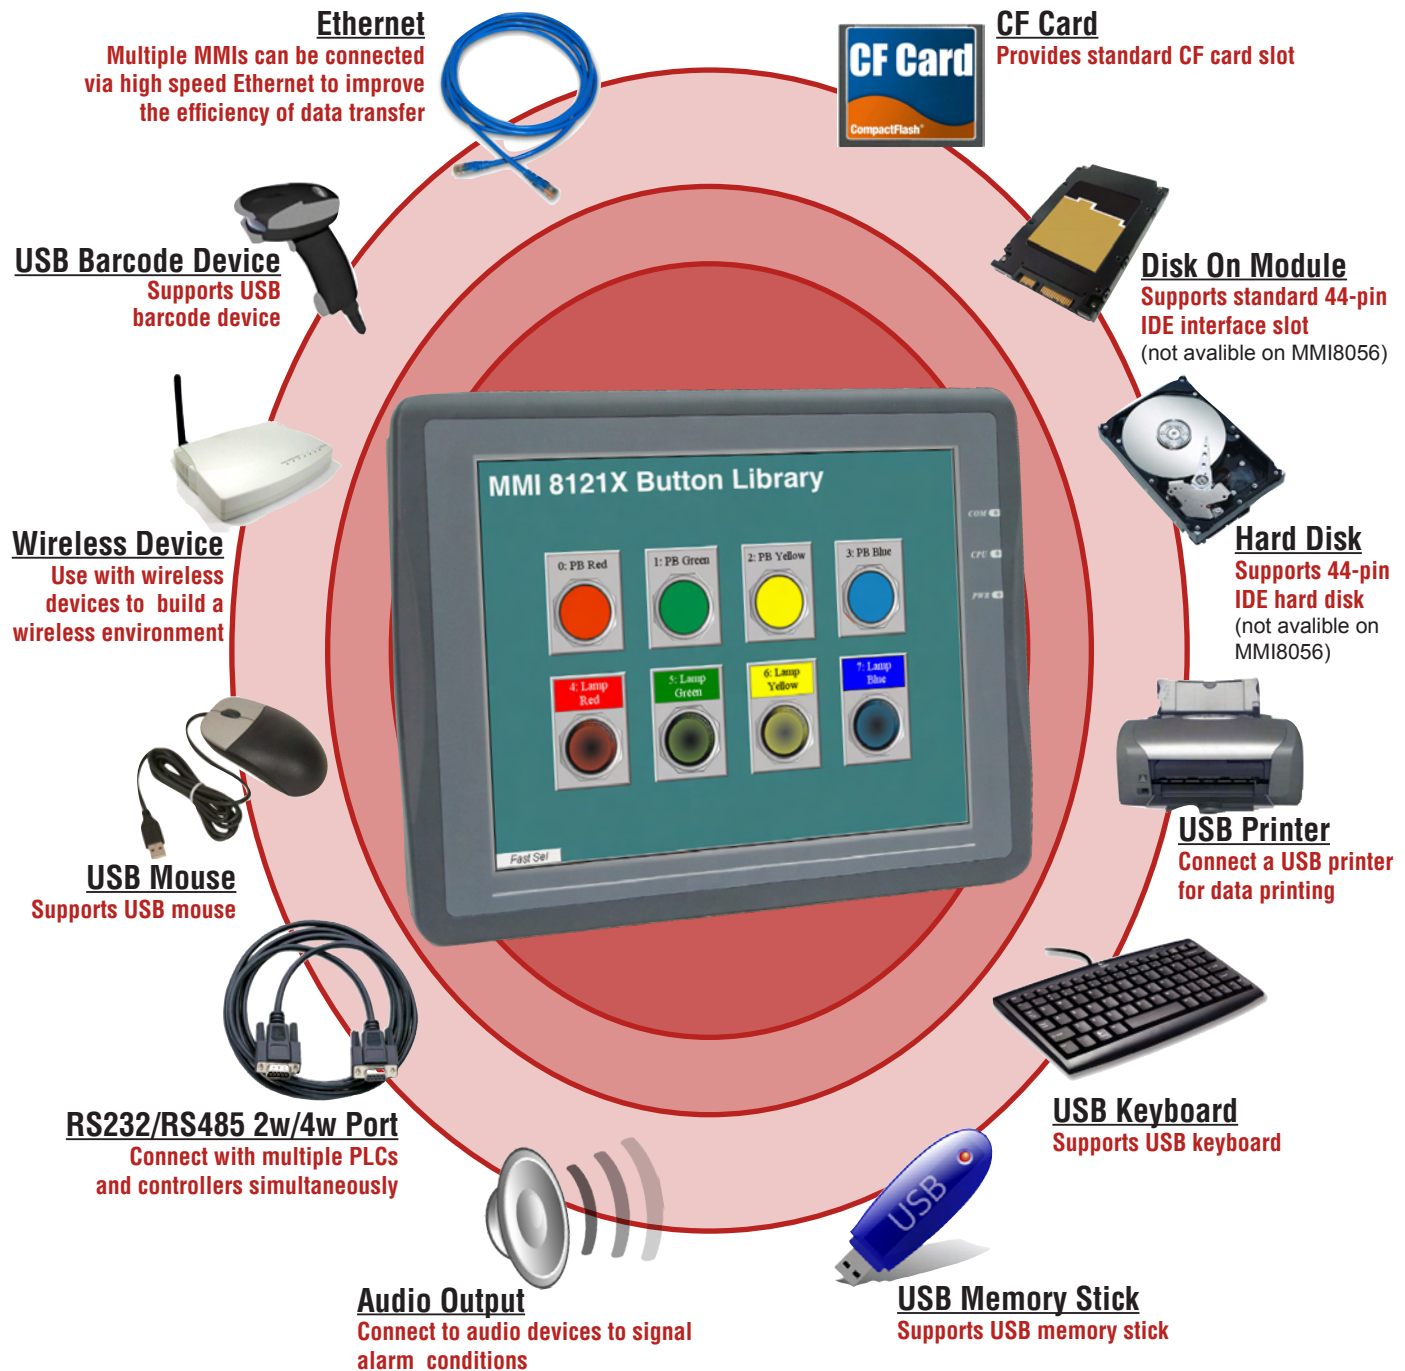 Ethernet
Multiple MMIs can be connected
via high speed Ethernet to improve
the efficiency of data transfer
CF Card
CompactFlash®
CF Card
Provides standard CF card slot
USB Barcode Device
Supports USB
barcode device
Disk On Module
Supports standard 44-pin
IDE interface slot
(not avalible on MMI8056)
Wireless Device
Use with wireless
devices to build a
wireless environment
Hard Disk
Supports 44-pin
IDE hard disk
(not avalible on
MMI8056)
MMI 8121X Button Library
0: PB Red
1: PB Green
2: PB Yellow
3: PB Blue
4: Lamp
Red
5: Lamp
Green
6: Lamp
Yellow
7: Lamp
Blue
Fast Sel
COM
CPU
PWR
USB Mouse
Supports USB mouse
USB Printer
Connect a USB printer
for data printing
RS232/RS485 2w/4w Port
Connect with multiple PLCs
and controllers simultaneously
USB Keyboard
Supports USB keyboard
Audio Output
Connect to audio devices to signal
alarm conditions
USB
USB Memory Stick
Supports USB memory stick